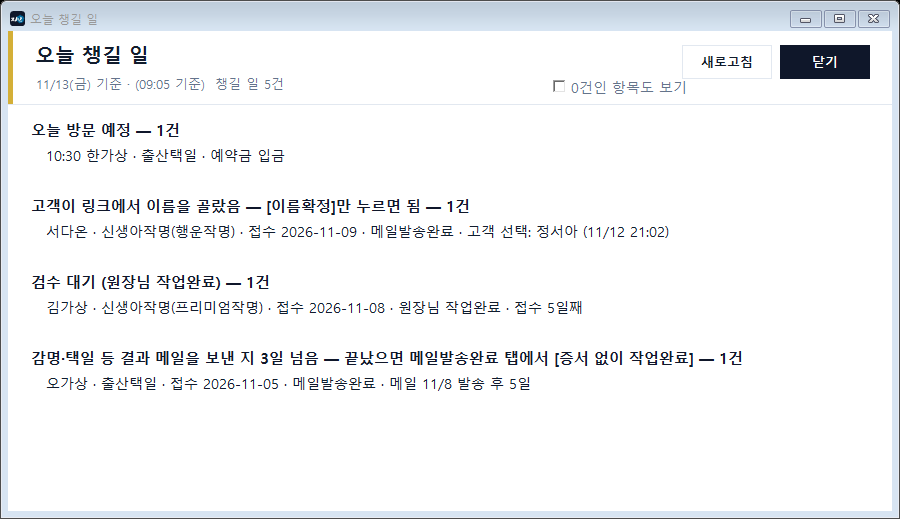 오늘 챙길 일
오늘 챙길 일
새로고침
닫기
11/13(금) 기준 · (09:05 기준) 챙길 일 5건
0건인 항목도 보기
오늘 방문 예정 — 1건
10:30 한가상 · 출산택일 · 예약금 입금
고객이 링크에서 이름을 골랐음 — [이름확정]만 누르면 됨 — 1건
서다온 · 신생아작명(행운작명) · 접수 2026-11-09 · 메일발송완료 · 고객 선택: 정서아 (11/12 21:02)
검수 대기 (원장님 작업완료) — 1건
김가상 · 신생아작명(프리미엄작명) · 접수 2026-11-08 · 원장님 작업완료 · 접수 5일째
감명·택일 등 결과 메일을 보낸 지 3일 넘음 — 끝났으면 메일발송완료 탭에서 [증서 없이 작업완료] — 1건
오가상 · 출산택일 · 접수 2026-11-05 · 메일발송완료 · 메일 11/8 발송 후 5일